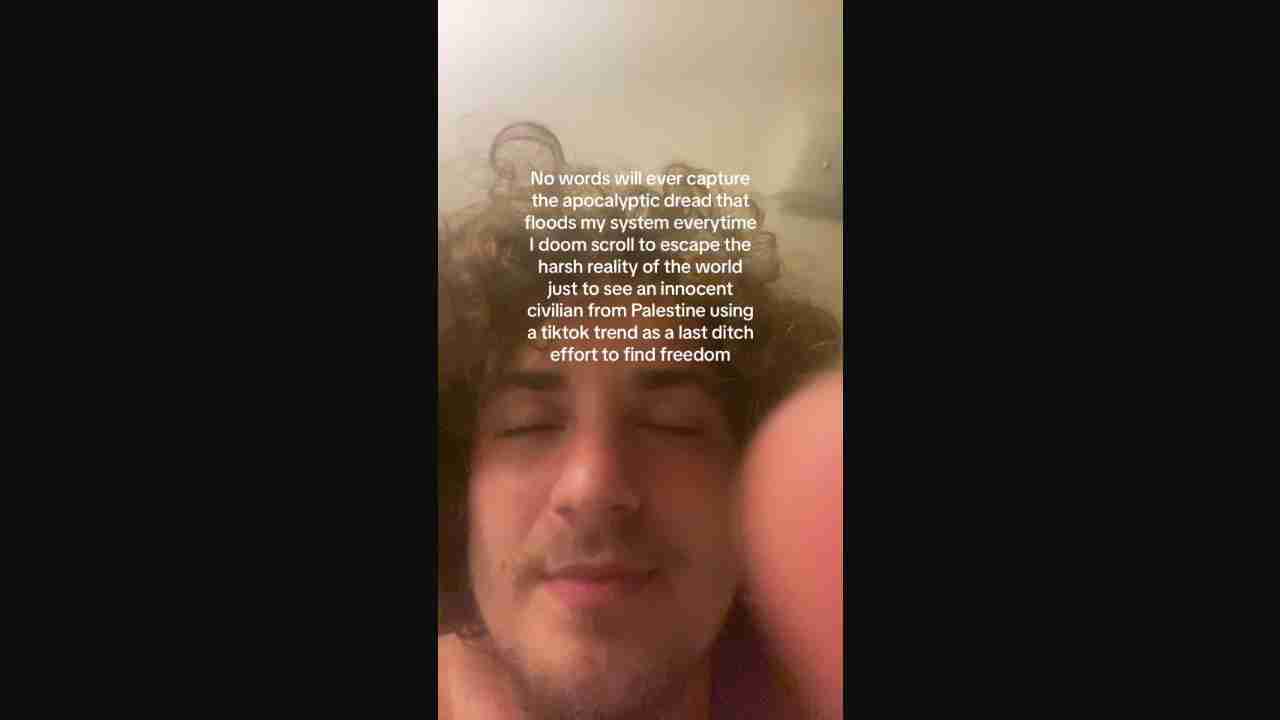 No words will ever capture
the apocalyptic dread that
floods my system everytime
I doom scroll to escape the
harsh reality of the world
just to see an innocent
civilian from Palestine using
a tiktok trend as a last ditch
effort to find freedom